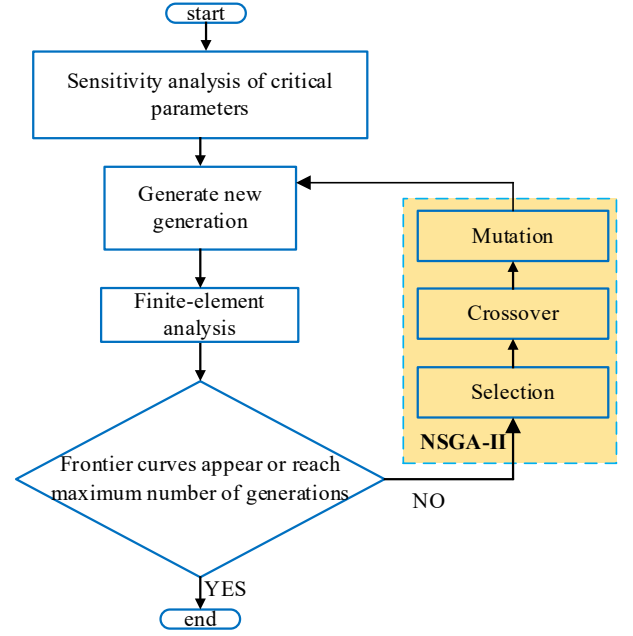 start
Sensitivity analysis of critical
parameters
Generate new
generation
Finite-element
analysis
Frontier curves appear or reach
maximum number of generations
NO
YES
end
Mutation
Crossover
Selection
NSGA-II